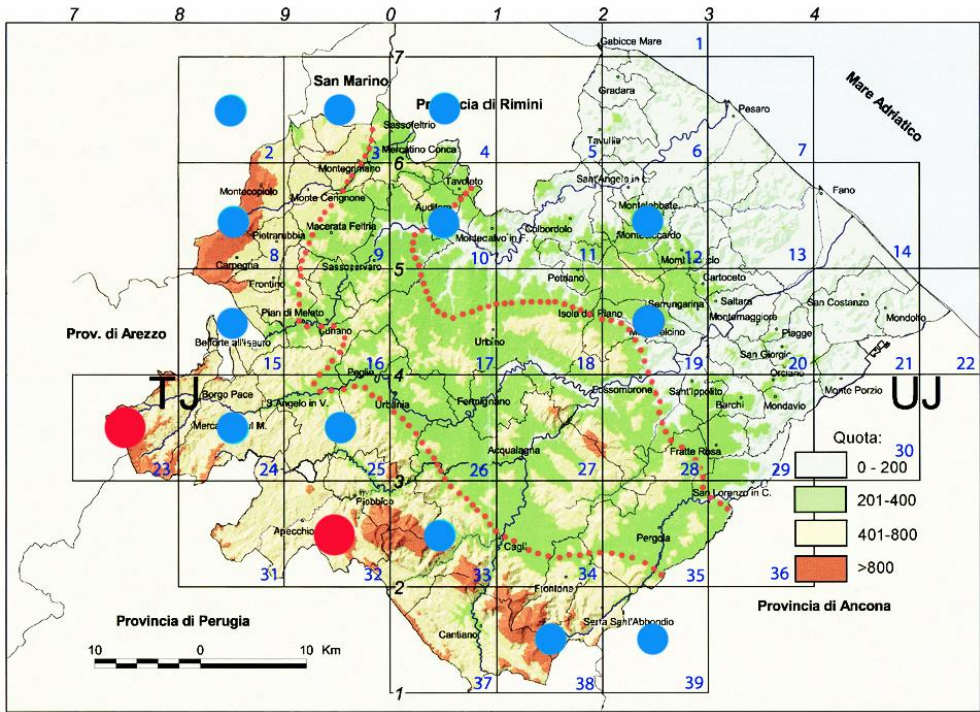 7 8 9 0 1 2 3 4 5
7
Gabicce Mare 1
San Marino
Gradara
Provincia di Rimini
Pesaro
Mare Adriatico
Sassofeltrio
Mercatino Conca
Tavullia
2 3 4 5 6 7
6
Montegrimano
Sant'Angelo in L.
Tavoleto
Montecopiolo
Monte Cerignone
Fano
Auditore
Montelabbate
Macerata Feltria
Colbordolo
Pietrarubbia
Montecalvo in F.
8 9 10 11 12 13 14
Carpegna
Sassocorvaro
5
Petriano
Cartoceto
Frontino
Serrungarina
Saltara
San Costanzo
Pian di Meleto
Isola del Piano
Montemaggiore
Mondolfo
Prov. di Arezzo
Lunano
Piagge
Belforte all'Isauro
Urbino
San Giorgio
15 16 17 18 19 20 21 22
Peglio
Orciano
4
TJ
UJ
Borgo Pace
Fossombrone
Sant'Ippolito
Monte Porzio
S.Angelo in V.
Urbania
Fermignano
Barchi
Mondavio
Quota:
Acqualagna
Fratte Rosa
23 24 25 26 27 28 29 30
0 - 200
3
San Lorenzo in C.
Piobbico
201-400
Apecchio
401-800
Cagli
Pergola
>800
31 32 33 34 35 36
2
Frontone
Provincia di Ancona
Provincia di Perugia
Serra Sant'Abbondio
Cantiano
10 0 10 Km
37 38 39
1